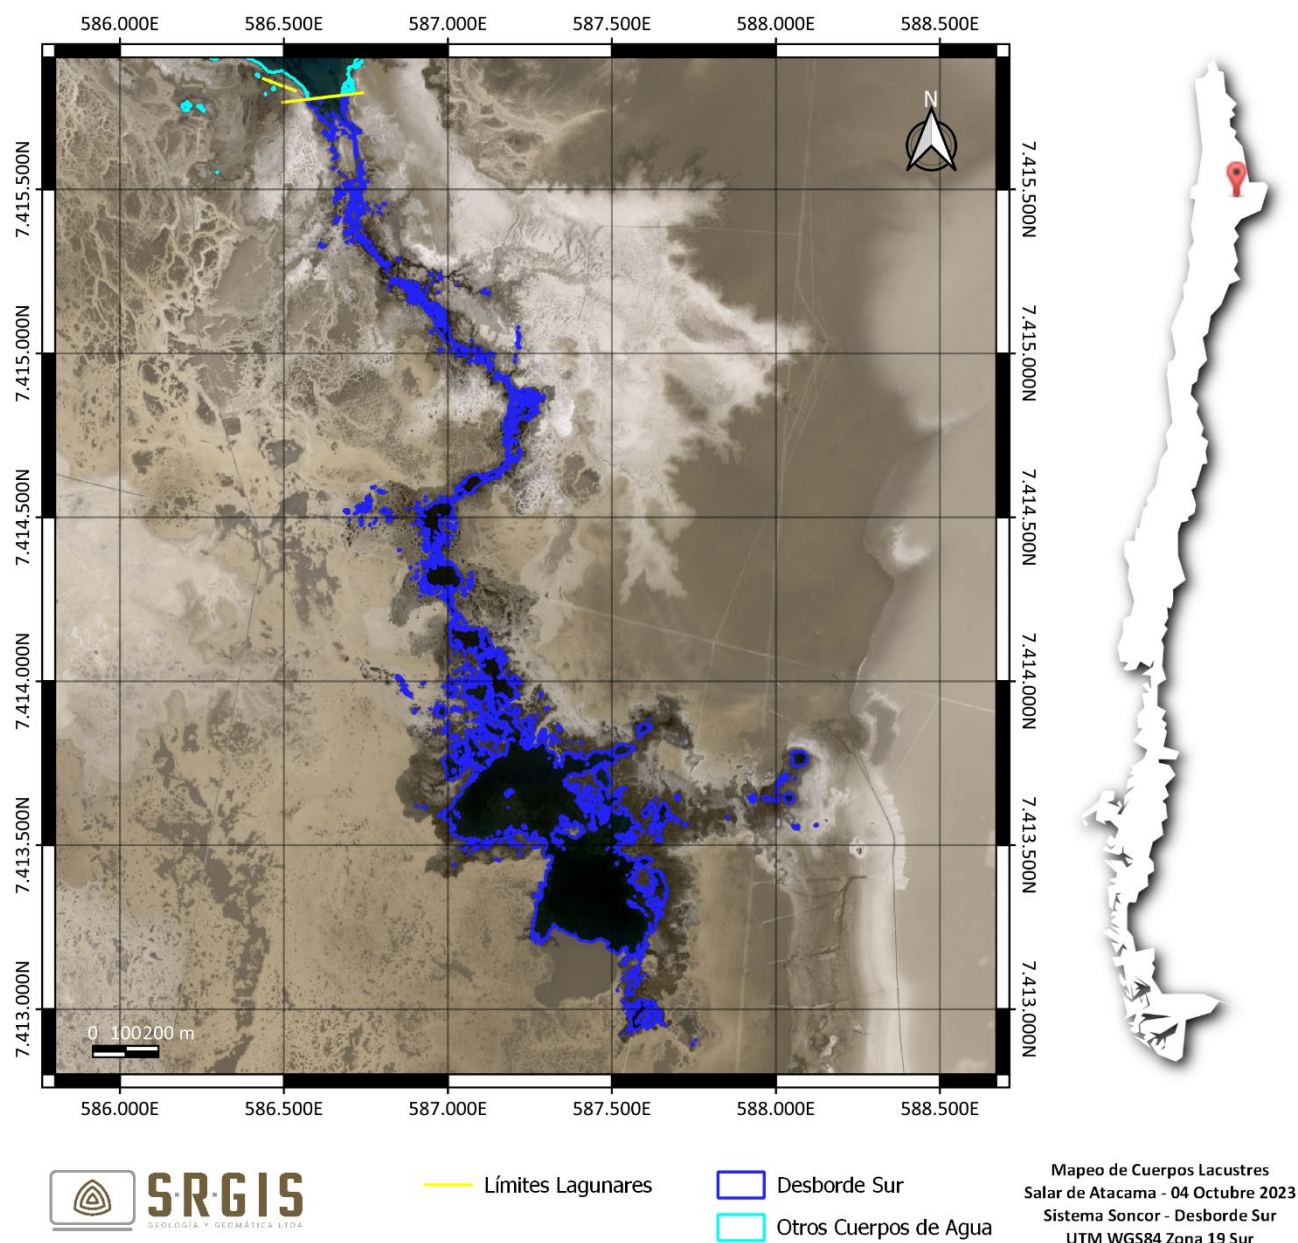 586.000E 586.500E 587.000E 587.500E 588.000E 588.500E
N
7.415.500N 7.415.500N
7.415.000N 7.415.000N
7.414.500N 7.414.500N
7.414.000N 7.414.000N
7.413.500N 7.413.500N
7.413.000N 7.413.000N
0 100200 m
586.000E 586.500E 587.000E 587.500E 588.000E 588.500E
S·R·GIS
GEOLOGÍA Y GEOMÁTICA LTDA
Límites Lagunares
Desborde Sur
Otros Cuerpos de Agua
Mapeo de Cuerpos Lacustres
Salar de Atacama - 04 Octubre 2023
Sistema Soncor - Desborde Sur
UTM WGS84 Zona 19 Sur